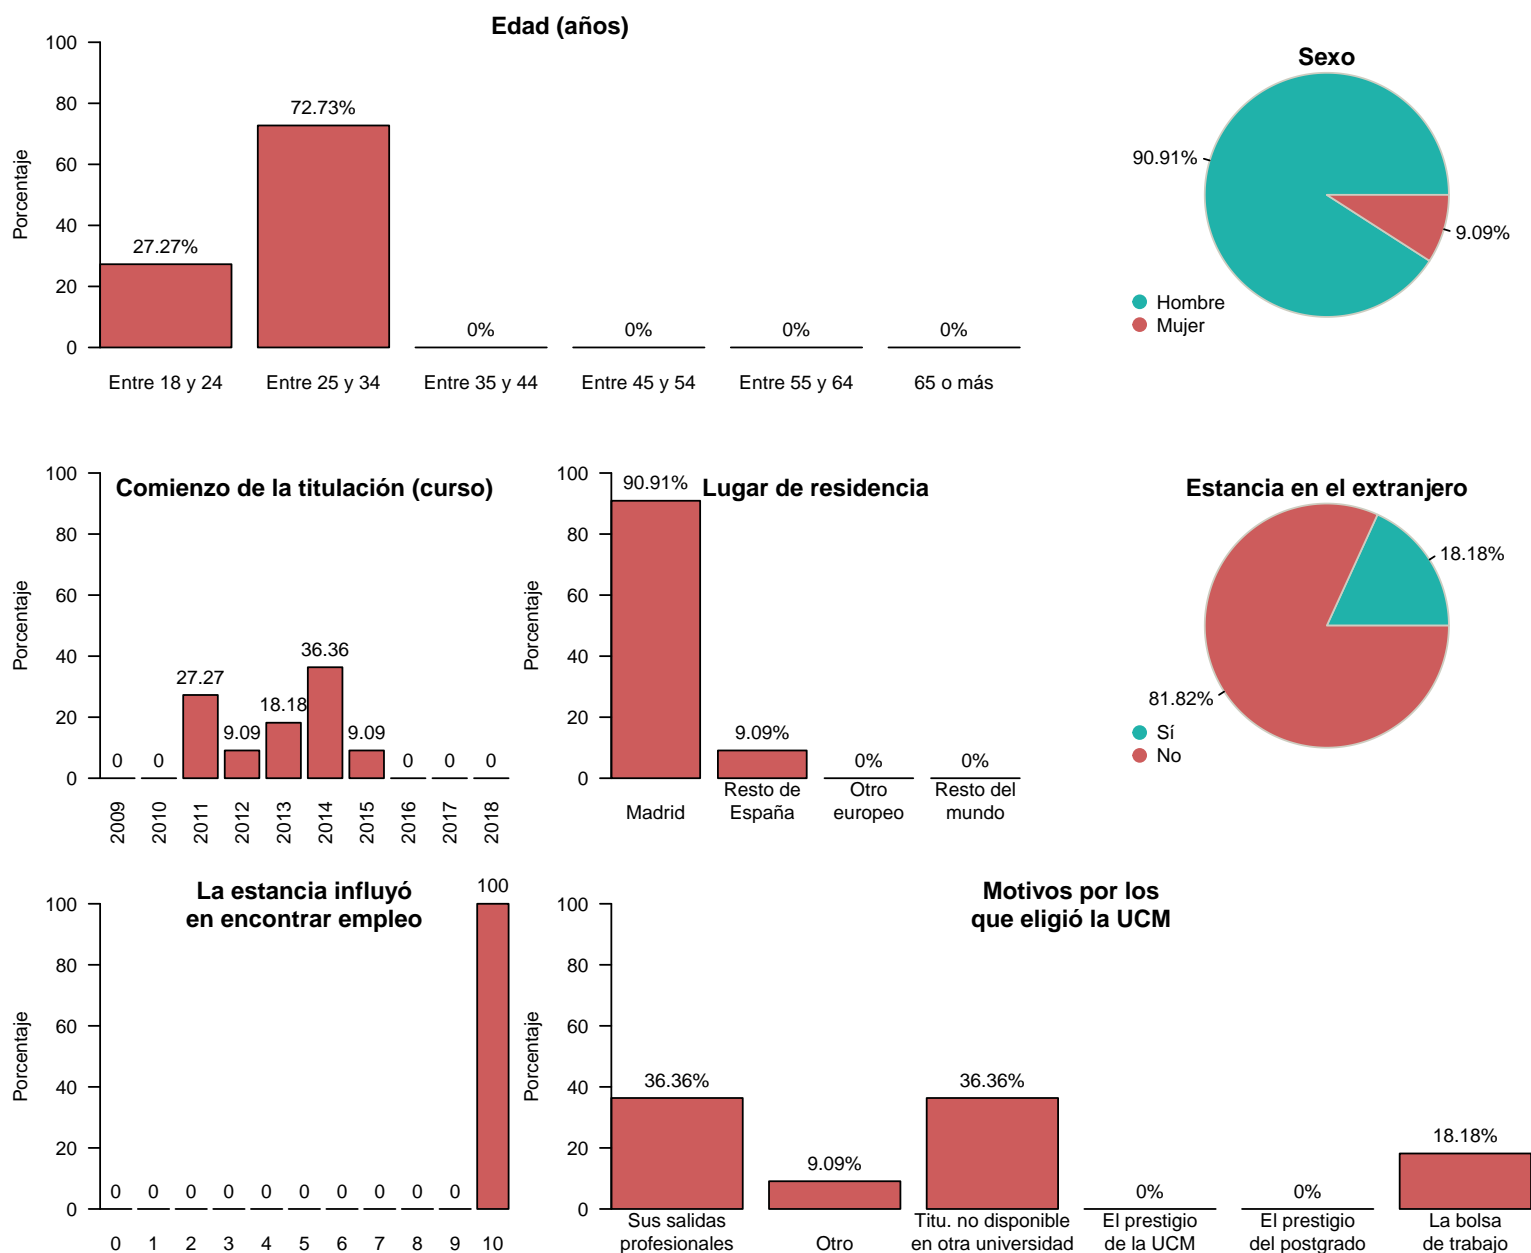 Edad (años)
Porcentaje
100
80
60
40
20
0
27.27%
72.73%
0%
0%
0%
0%
Entre 18 y 24
Entre 25 y 34
Entre 35 y 44
Entre 45 y 54
Entre 55 y 64
65 o más
Sexo
90.91%
9.09%
Hombre
Mujer
Comienzo de la titulación (curso)
Porcentaje
100
80
60
40
20
0
0
0
27.27
9.09
18.18
36.36
9.09
0
0
0
2009
2010
2011
2012
2013
2014
2015
2016
2017
2018
Lugar de residencia
Porcentaje
100
80
60
40
20
0
90.91%
9.09%
0%
0%
Madrid
Resto de
España
Otro
europeo
Resto del
mundo
Estancia en el extranjero
18.18%
81.82%
Sí
No
La estancia influyó
en encontrar empleo
Porcentaje
100
80
60
40
20
0
0
0
0
0
0
0
0
0
0
0
100
0
1
2
3
4
5
6
7
8
9
10
Motivos por los
que eligió la UCM
Porcentaje
100
80
60
40
20
0
36.36%
9.09%
36.36%
0%
0%
18.18%
Sus salidas
profesionales
Otro
Titu. no disponible
en otra universidad
El prestigio
de la UCM
El prestigio
del postgrado
La bolsa
de trabajo